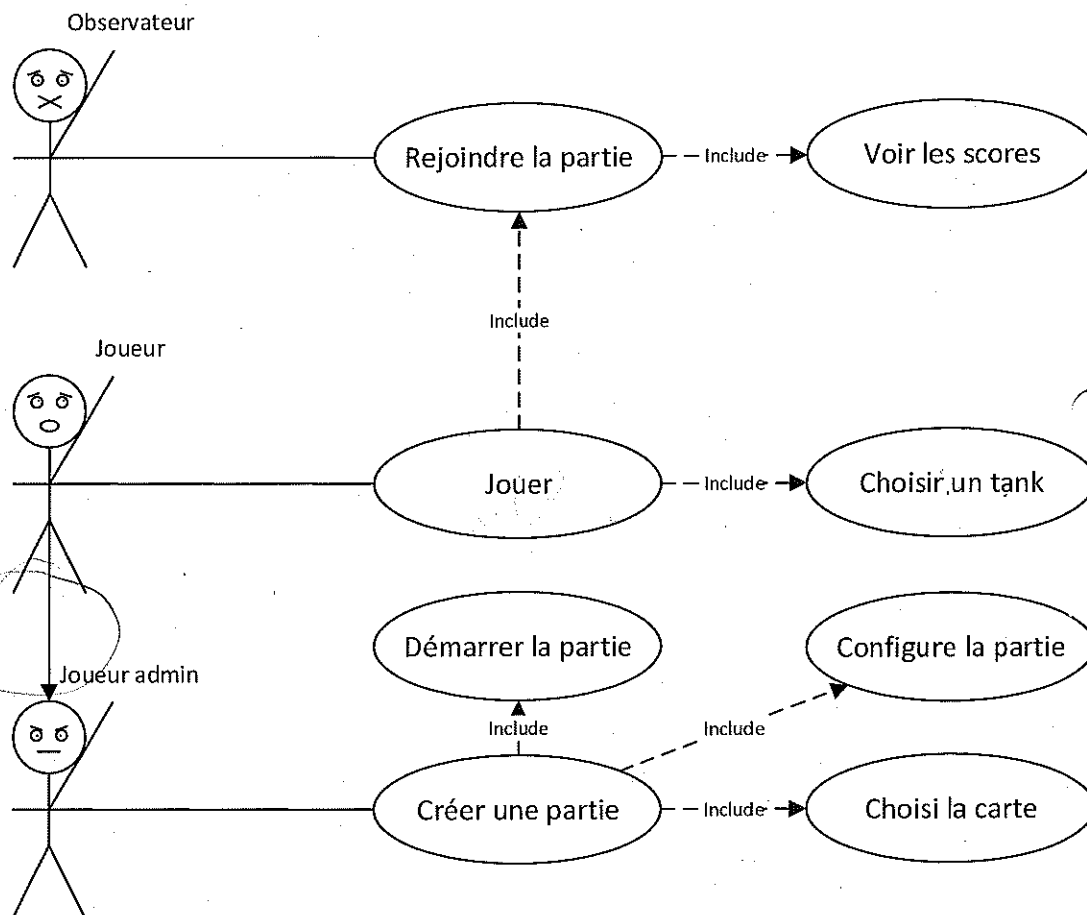 Observateur
Rejoindre la partie
Include
Voir les scores
Include
Joueur
Jouer
Include
Choisir un tank
Démarrer la partie
Configure la partie
Joueur admin
Include
Include
Créer une partie
Include
Choisi la carte